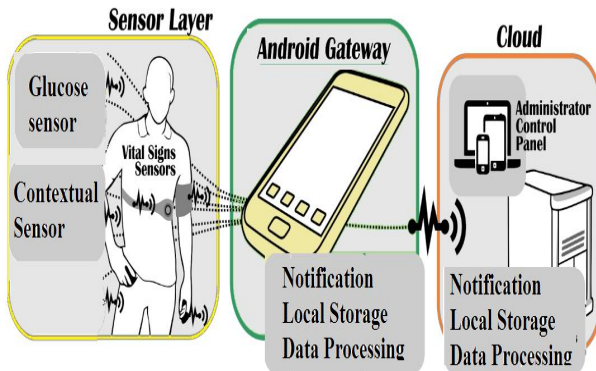 Sensor Layer
Glucose
sensor
Vital Signs
Sensors
Contextual
Sensor
Android Gateway
Notification
Local Storage
Data Processing
Cloud
Administrator
Control
Panel
Notification
Local Storage
Data Processing